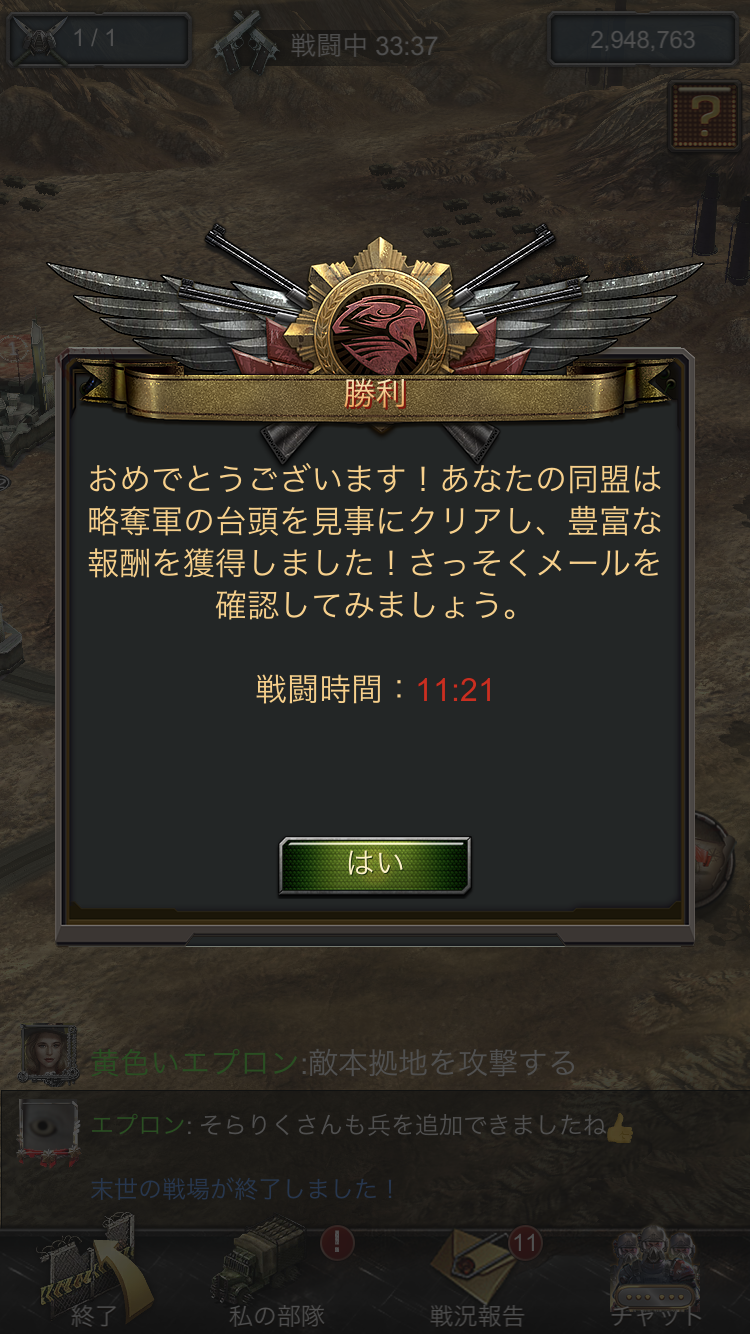 1/1
戦闘中 33:37
2,948,763
?
勝利
おめでとうございます！あなたの同盟は
略奪軍の台頭を見事にクリアし、豊富な
報酬を獲得しました！さっそくメールを
確認してみましょう。
戦闘時間：11:21
はい
黄色いエプロン:敵本拠地を攻撃する
エプロン: そらりくさんも兵を追加できましたね👍
末世の戦場が終了しました！
!
11
終了
私の部隊
戦況報告
チャット